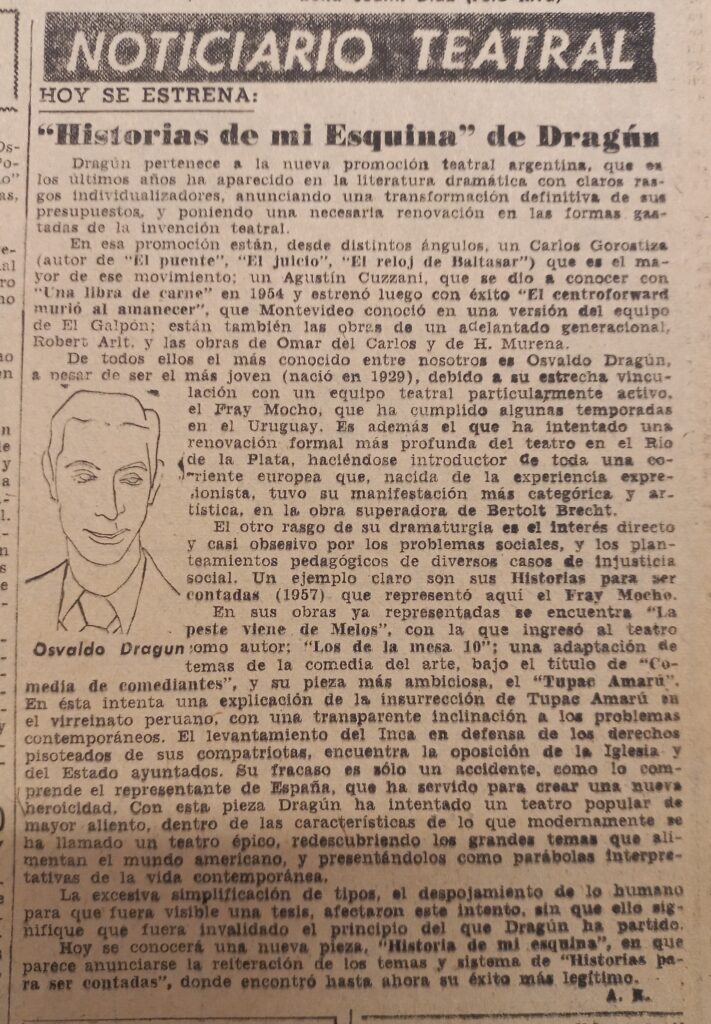 NOTICIARIO TEATRAL
HOY SE ESTRENA:
"Historias de mi Esquina" de Dragún
Dragún pertenece a la nueva promoción teatral argentina, que en
los últimos años ha aparecido en la literatura dramática con claros ras-
gos individualizadores, anunciando una transformación definitiva de sus
presupuestos, y poniendo una necesaria renovación en las formas gas-
tadas de la invención teatral.
En esa promoción están, desde distintos ángulos, un Carlos Gorostiza
(autor de "El puente", "El juicio", "El reloj de Baltasar") que es el ma-
yor de ese movimiento; un Agustín Cuzzani, que se dio a conocer con
"Una libra de carne" en 1954 y estrenó luego con éxito "El centroforward
murió al amanecer", que Montevideo conoció en una versión del equipo
de El Galpón; están también las obras de un adelantado generacional,
Robert Arlt, y las obras de Omar del Carlos y de H. Murena.
De todos ellos el más conocido entre nosotros es Osvaldo Dragún,
a pesar de ser el más joven (nació en 1929), debido a su estrecha vincu-
lación con un equipo teatral particularmente activo,
el Fray Mocho, que ha cumplido algunas temporadas
en el Uruguay. Es además el que ha intentado una
renovación formal más profunda del teatro en el Río
de la Plata, haciéndose introductor de toda una co-
rriente europea que, nacida de la experiencia expre-
sionista, tuvo su manifestación más categórica y ar-
tística, en la obra superadora de Bertolt Brecht.
El otro rasgo de su dramaturgia es el interés directo
y casi obsesivo por los problemas sociales, y los plan-
teamientos pedagógicos de diversos casos de injusticia
social. Un ejemplo claro son sus Historias para ser
contadas (1957) que representó aquí el Fray Mocho.
En sus obras ya representadas se encuentra "La
peste viene de Melos", con la que ingresó al teatro
Osvaldo Dragun
como autor; "Los de la mesa 10"; una adaptación de
temas de la comedia del arte, bajo el título de "Co-
media de comediantes", y su pieza más ambiciosa, el "Tupac Amarú".
En ésta intenta una explicación de la insurrección de Tupac Amarú en
el virreinato peruano, con una transparente inclinación a los problemas
contemporáneos. El levantamiento del Inca en defensa de los derechos
pisoteados de sus compatriotas, encuentra la oposición de la Iglesia y
del Estado ayuntados. Su fracaso es sólo un accidente, como lo com-
prende el representante de España, que ha servido para crear una nueva
heroicidad. Con esta pieza Dragún ha intentado un teatro popular de
mayor aliento, dentro de las características de lo que modernamente se
ha llamado un teatro épico, redescubriendo los grandes temas que ali-
mentan el mundo americano, y presentándolos como parábolas interpre-
tativas de la vida contemporánea.
La excesiva simplificación de tipos, el despojamiento de lo humano
para que fuera visible una tesis, afectaron este intento, sin que ello sig-
nifique que fuera invalidado el principio del que Dragún ha partido.
Hoy se conocerá una nueva pieza, "Historia de mi esquina", en que
parece anunciarse la reiteración de los temas y sistema de "Historias pa-
ra ser contadas", donde encontró hasta ahora su éxito más legítimo.
A. R.